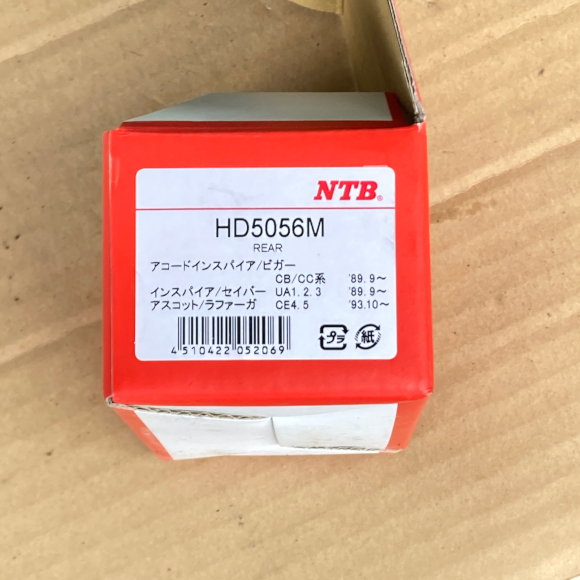 NTB®
HD5056M
REAR
アコードインスパイア/ビガー
CB/CC系 '89.9～
インスパイア/セイバー UA1.2.3 '89.9～
アスコット/ラファーガ CE4.5 '93.10～
4 510422 052069
プラ 紙